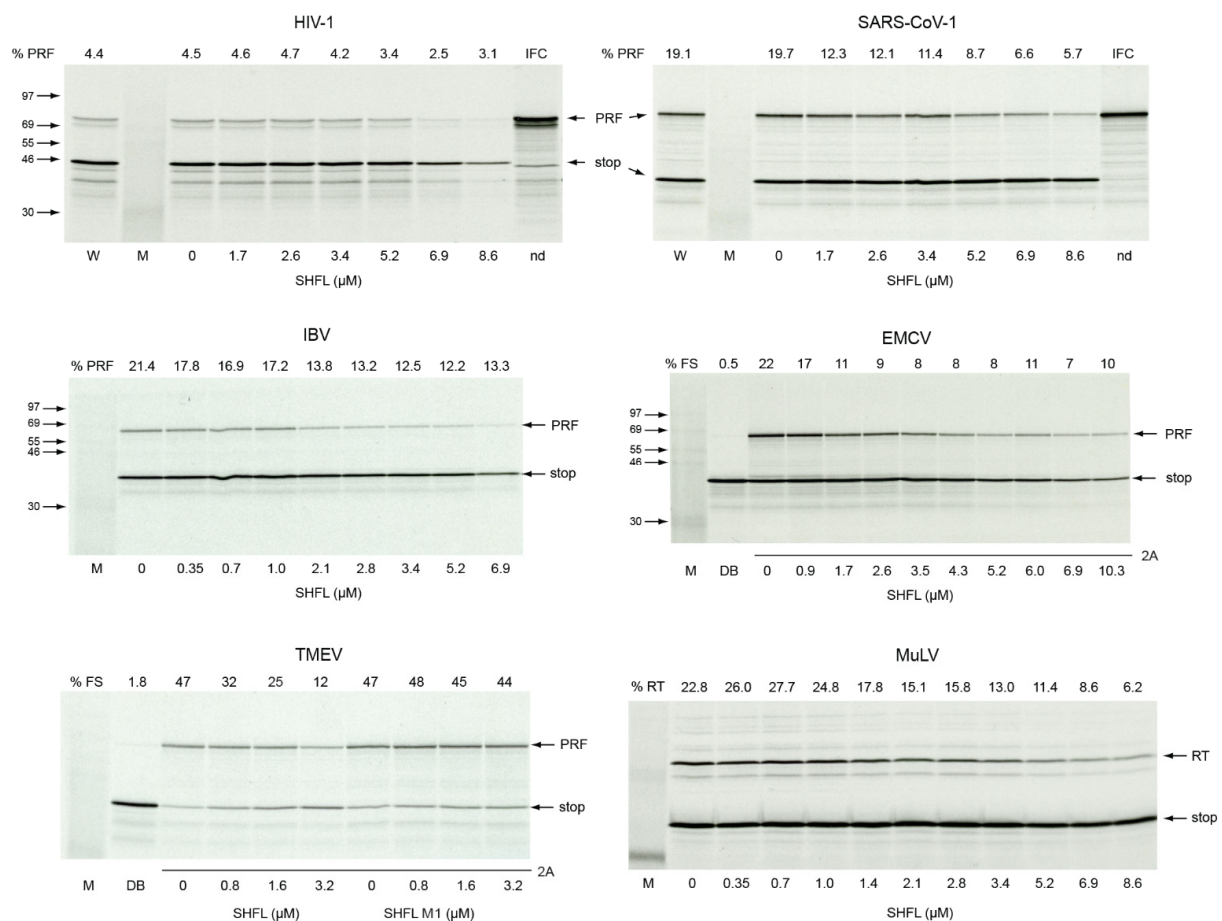 HIV-1
% PRF 4.4 4.5 4.6 4.7 4.2 3.4 2.5 3.1 IFC
97
69
55
46
30
PRF
stop
W M 0 1.7 2.6 3.4 5.2 6.9 8.6 nd
SHFL (µM)
SARS-CoV-1
% PRF 19.1 19.7 12.3 12.1 11.4 8.7 6.6 5.7 IFC
W M 0 1.7 2.6 3.4 5.2 6.9 8.6 nd
SHFL (µM)
IBV
% PRF 21.4 17.8 16.9 17.2 13.8 13.2 12.5 12.2 13.3
97
69
55
46
30
PRF
stop
M 0 0.35 0.7 1.0 2.1 2.8 3.4 5.2 6.9
SHFL (µM)
EMCV
% FS 0.5 22 17 11 9 8 8 8 11 7 10
97
69
55
46
30
PRF
stop
2A
M DB 0 0.9 1.7 2.6 3.5 4.3 5.2 6.0 6.9 10.3
SHFL (µM)
TMEV
% FS 1.8 47 32 25 12 47 48 45 44
PRF
stop
2A
M DB 0 0.8 1.6 3.2 0 0.8 1.6 3.2
SHFL (µM) SHFL M1 (µM)
MuLV
% RT 22.8 26.0 27.7 24.8 17.8 15.1 15.8 13.0 11.4 8.6 6.2
RT
stop
M 0 0.35 0.7 1.0 1.4 2.1 2.8 3.4 5.2 6.9 8.6
SHFL (µM)